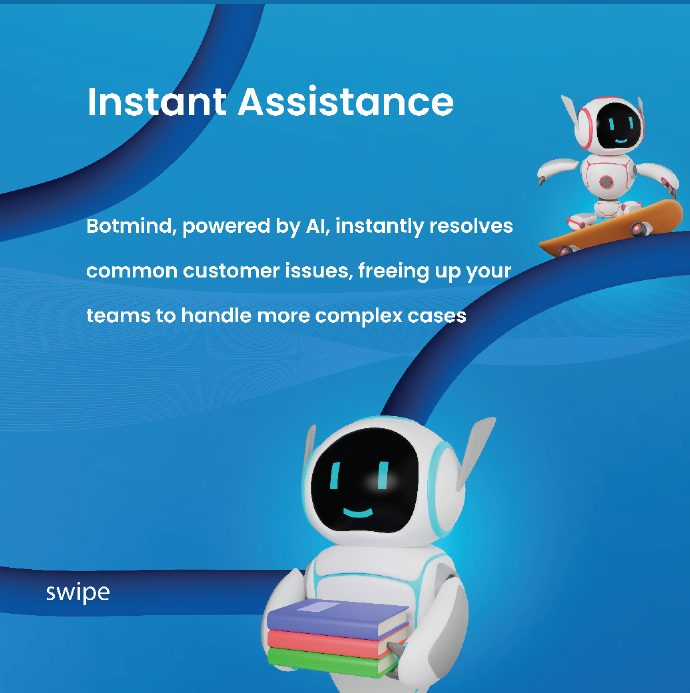 Instant Assistance
Botmind, powered by AI, instantly resolves
common customer issues, freeing up your
teams to handle more complex cases
swipe